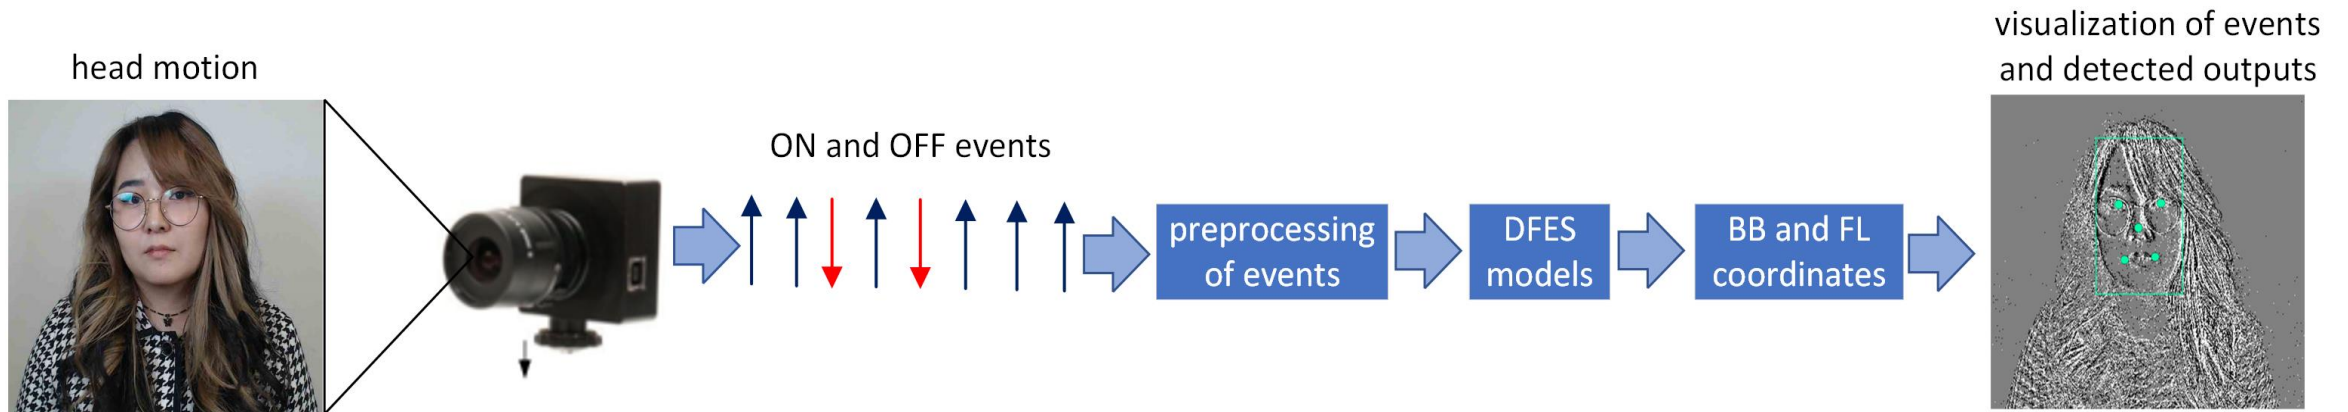 head motion
ON and OFF events
preprocessing
of events
DFES
models
BB and FL
coordinates
visualization of events
and detected outputs